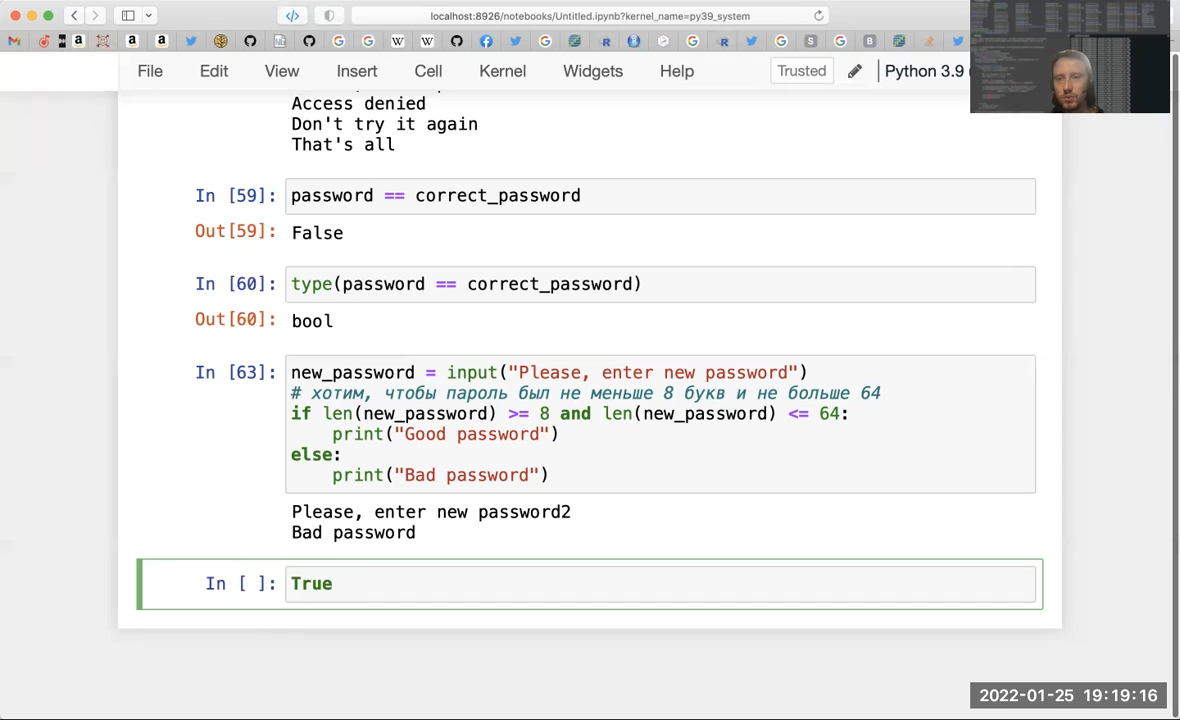 localhost:8926/notebooks/Untitled.ipynb?kernel_name=py39_system
File Edit View Insert Cell Kernel Widgets Help Trusted Python 3.9
Access denied
Don't try it again
That's all
In [59]: password == correct_password
Out[59]: False
In [60]: type(password == correct_password)
Out[60]: bool
In [63]: new_password = input("Please, enter new password")
# хотим, чтобы пароль был не меньше 8 букв и не больше 64
if len(new_password) >= 8 and len(new_password) <= 64:
print("Good password")
else:
print("Bad password")
Please, enter new password2
Bad password
In [ ]: True
2022-01-25 19:19:16